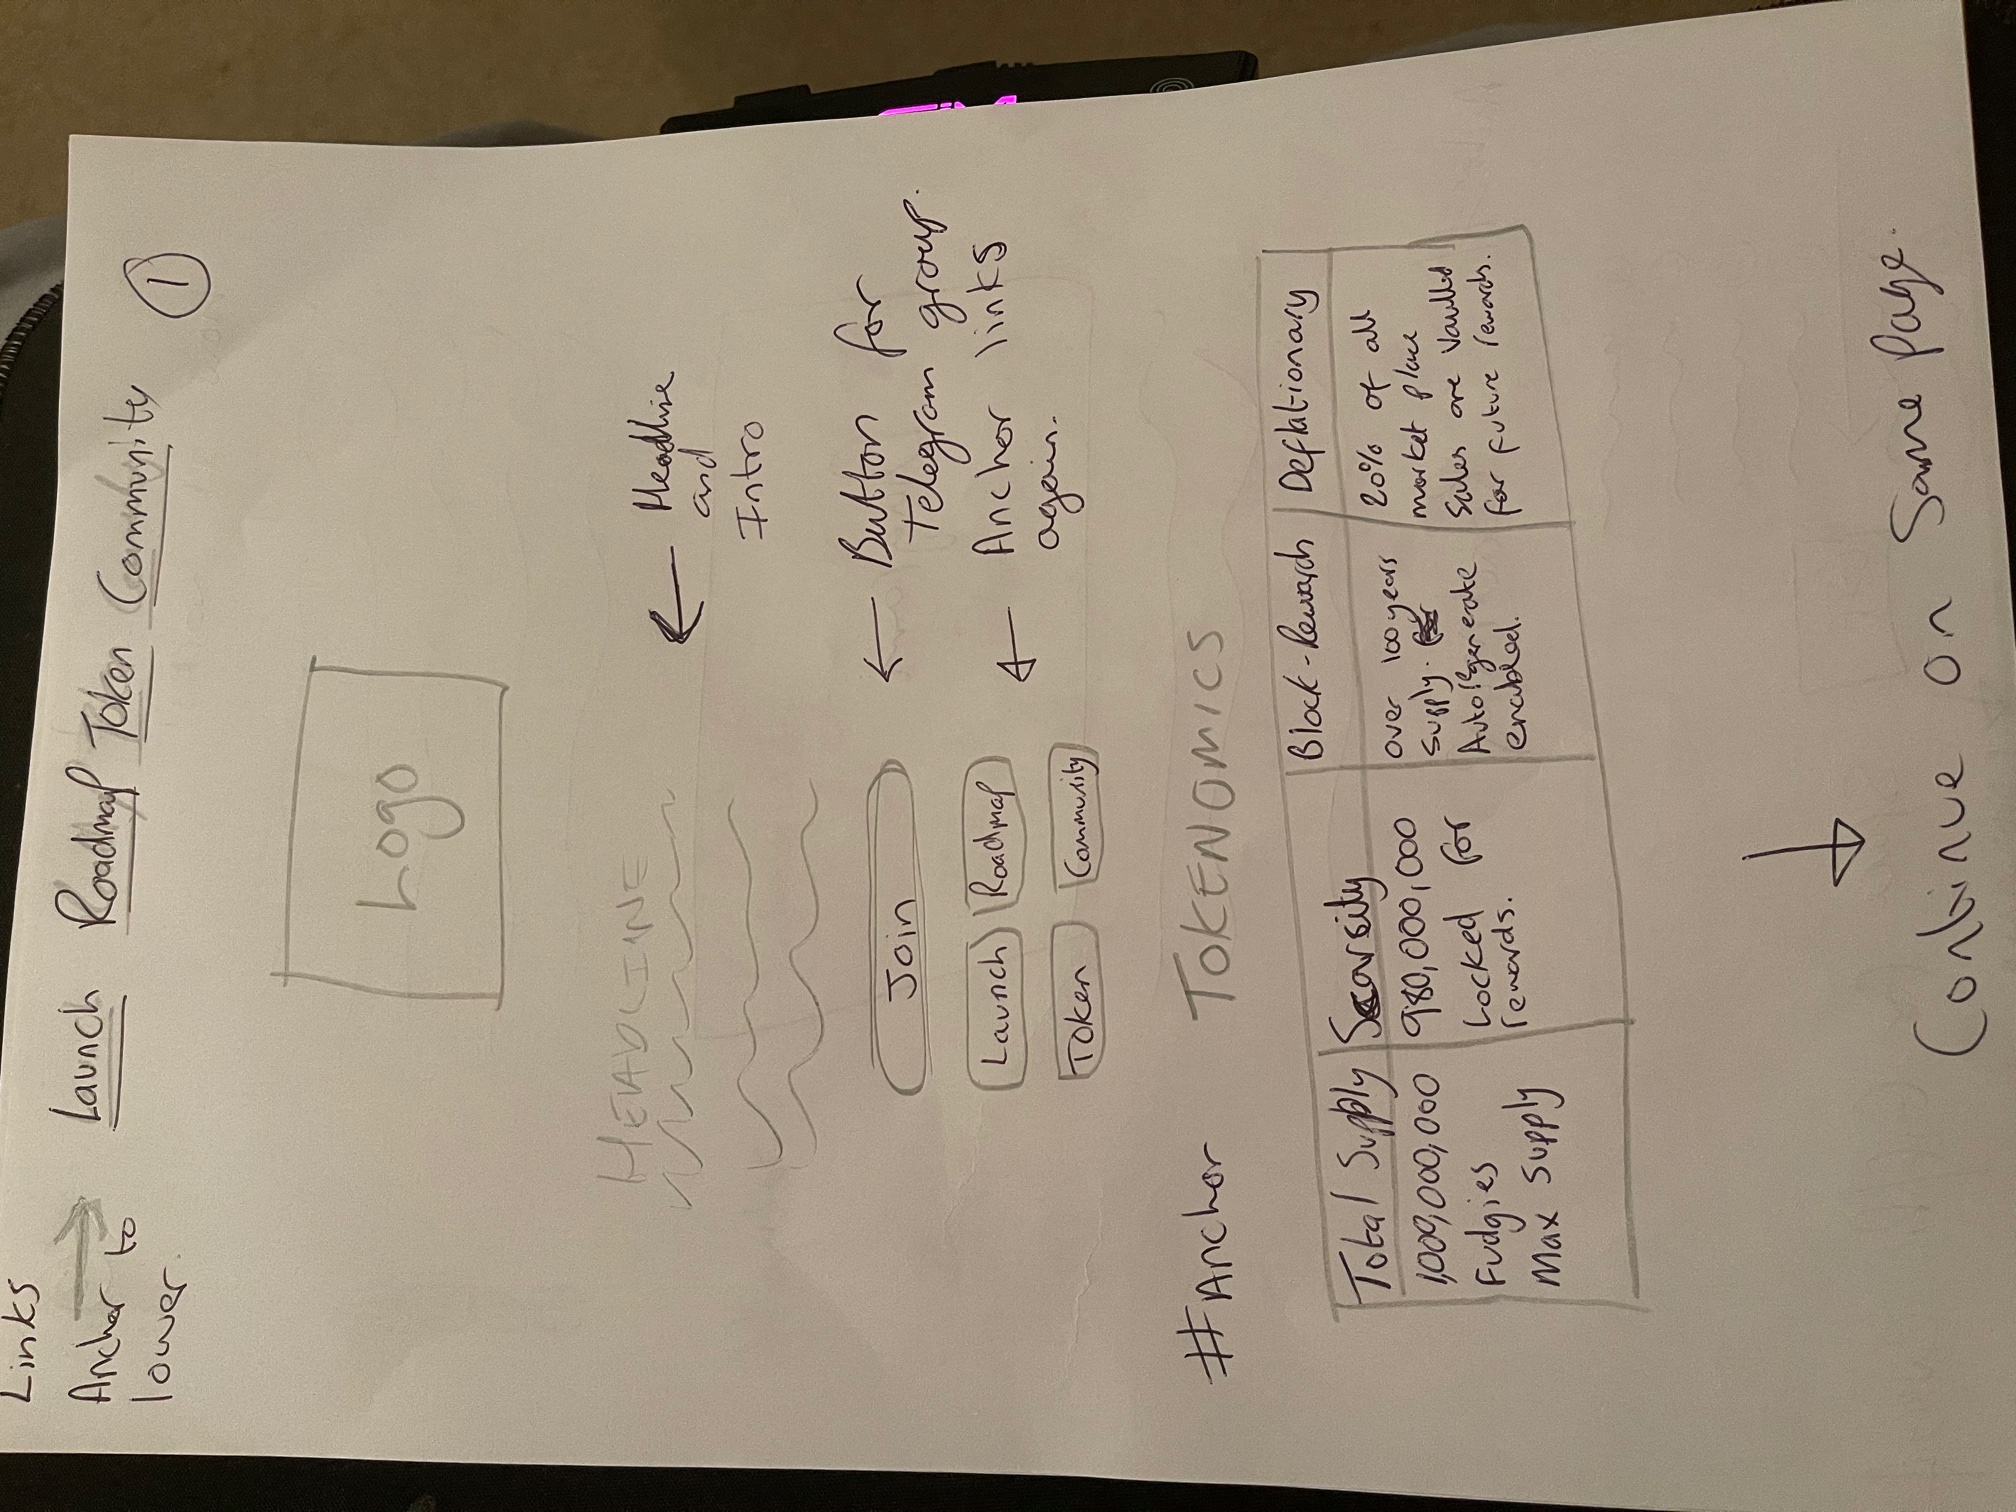 Links
Anchor to
lower.
Launch Roadmap Token Community
1
Logo
HEADLINE
Headline
and
Intro
Join
Button for
Telegram group.
Launch Roadmap
Anchor links
again.
Token Community
#Anchor
TOKENOMICS
Total Supply
1,000,000,000
Fudgies
Max Supply
Scarsity
980,000,000
Locked for
rewards.
Block-Rewards
Over 100 years
supply.
Autoregenerate
enabled.
Deflationary
20% of all
market place
sales are vaulted
for future rewards.
Continue on Same page.